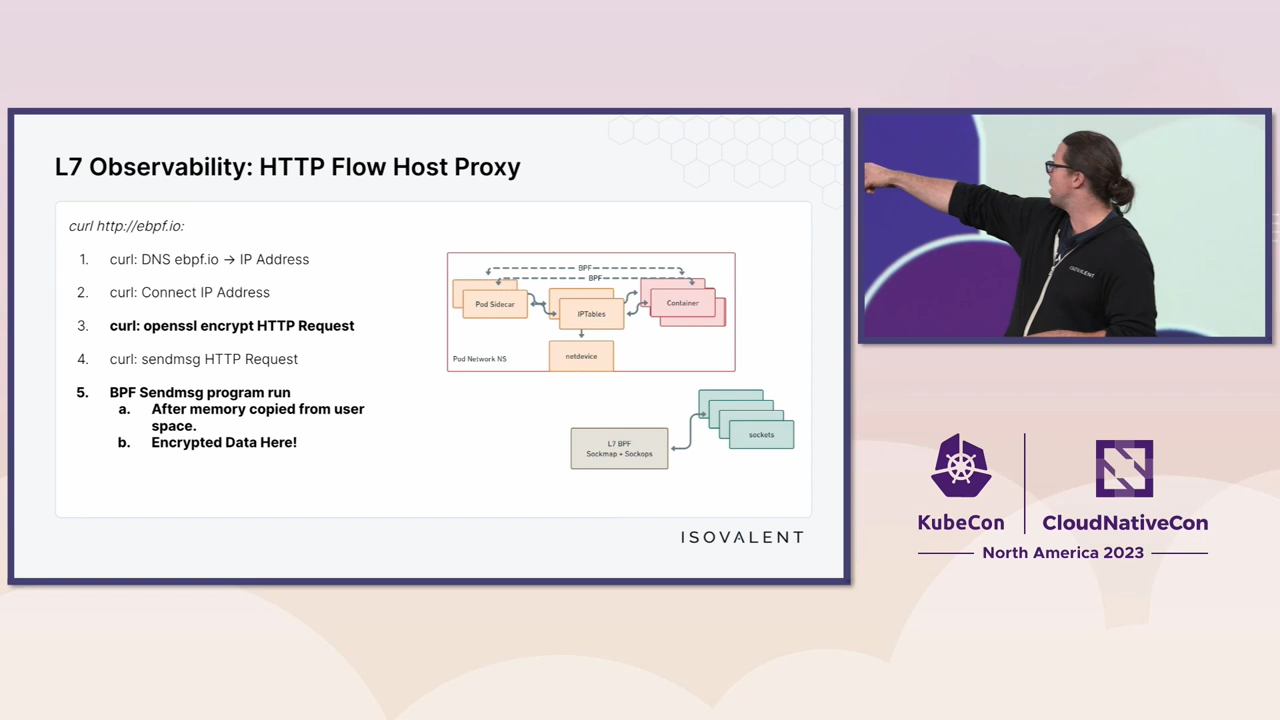 L7 Observability: HTTP Flow Host Proxy
curl http://ebpf.io:
1. curl: DNS ebpf.io → IP Address
2. curl: Connect IP Address
3. curl: openssl encrypt HTTP Request
4. curl: sendmsg HTTP Request
5. BPF Sendmsg program run
a. After memory copied from user
space.
b. Encrypted Data Here!
BPF
BPF
Pod Sidecar
IPTables
Container
Pod Network NS
netdevice
sockets
L7 BPF
Sockmap + Sockops
ISOVALENT
ISOVALENT
KubeCon
CloudNativeCon
North America 2023